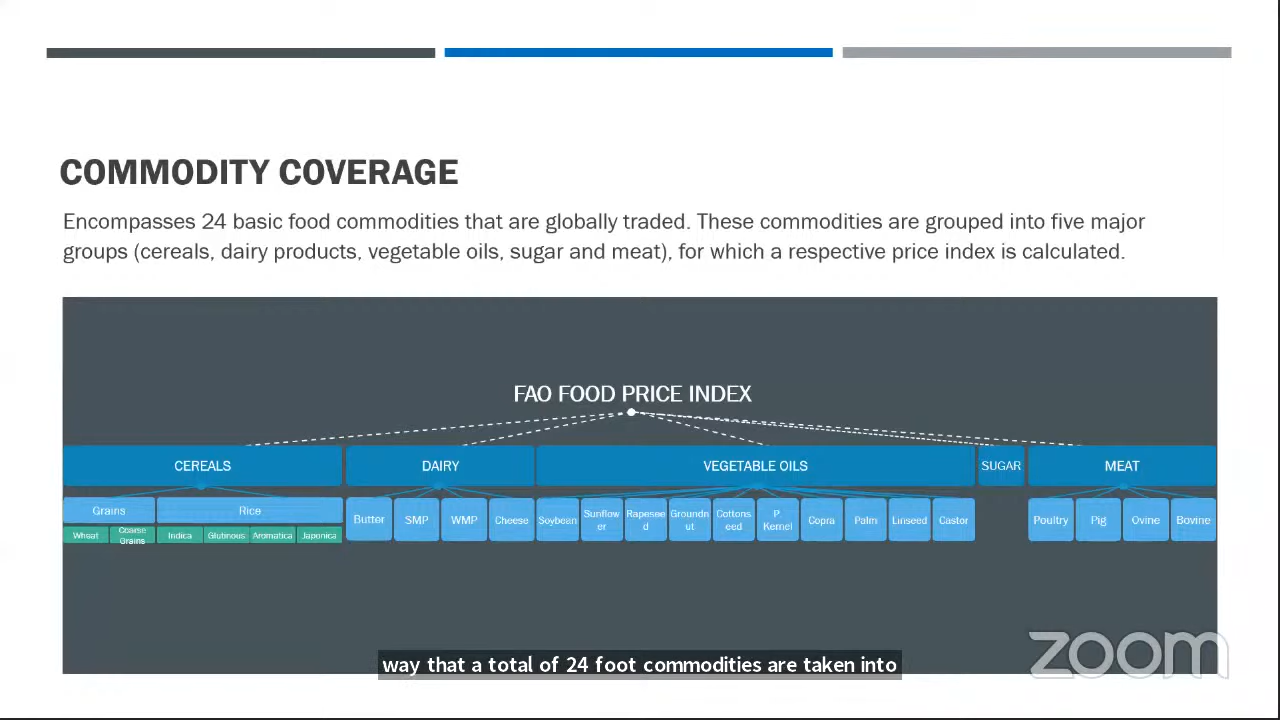 COMMODITY COVERAGE
Encompasses 24 basic food commodities that are globally traded. These commodities are grouped into five major
groups (cereals, dairy products, vegetable oils, sugar and meat), for which a respective price index is calculated.
FAO FOOD PRICE INDEX
CEREALS DAIRY VEGETABLE OILS SUGAR MEAT
Grains Rice
Wheat Coarse Grains Indica Glutinous Aromatica Japonica
Butter SMP WMP Cheese
Soybean Sunflow
er
Rapesee
d
Groundn
ut
Cottons
eed
P.
Kernel
Copra Palm Linseed Castor
Poultry Pig Ovine Bovine
way that a total of 24 foot commodities are taken into
zoom